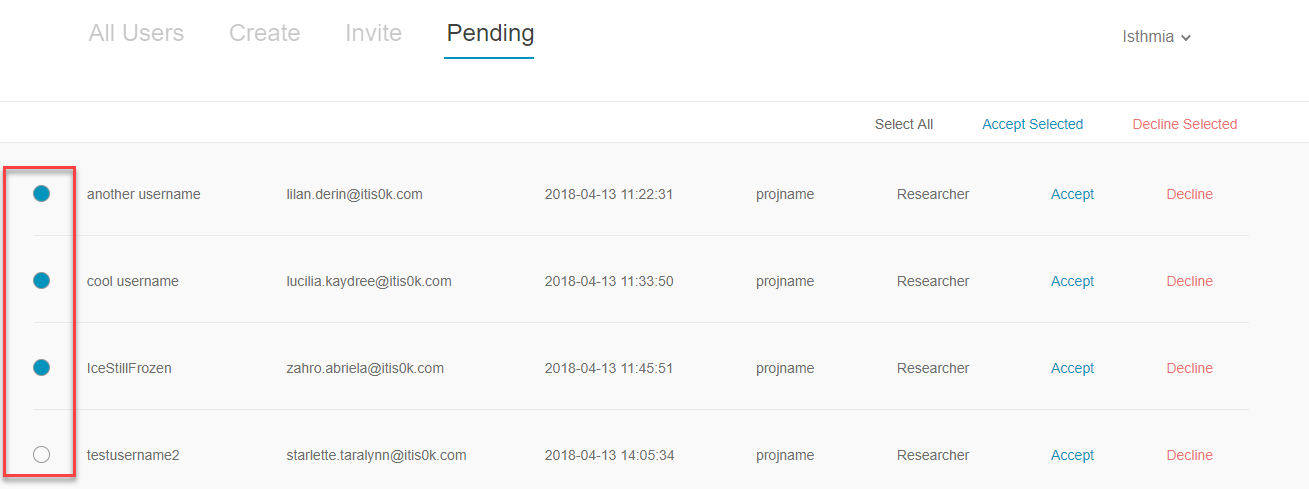 All Users Create Invite Pending Isthmia
Select All Accept Selected Decline Selected
another username lilan.derin@itis0k.com 2018-04-13 11:22:31 projname Researcher Accept Decline
cool username lucilia.kaydree@itis0k.com 2018-04-13 11:33:50 projname Researcher Accept Decline
IceStillFrozen zahro.abriela@itis0k.com 2018-04-13 11:45:51 projname Researcher Accept Decline
testusername2 starlette.taralynn@itis0k.com 2018-04-13 14:05:34 projname Researcher Accept Decline